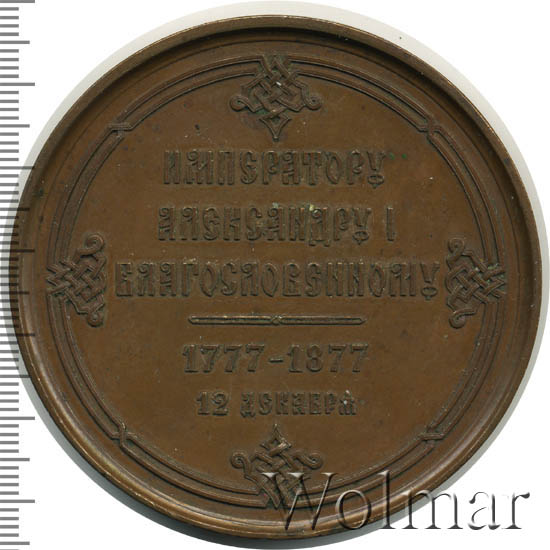 ИМПЕРАТОРУ
АЛЕКСАНДРУ I
БЛАГОСЛОВЕННОМУ
1777-1877
12 ДЕКАБРЯ
Wolmar